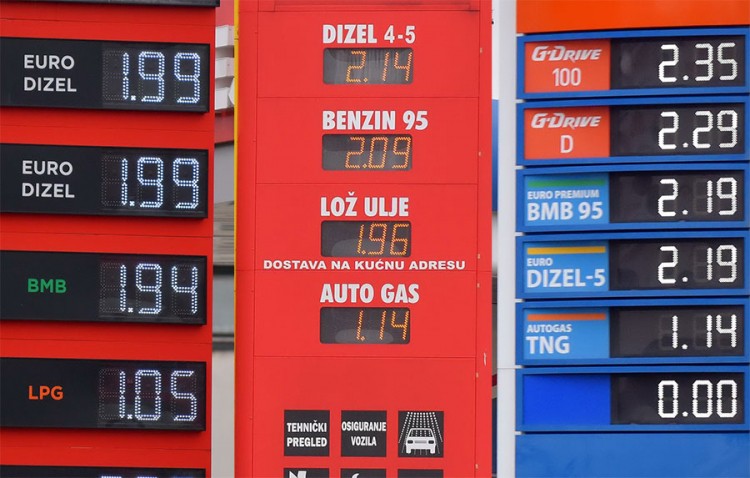 EURO
DIZEL
1.99
EURO
DIZEL
1.99
BMB
1.94
LPG
1.05
DIZEL 4-5
2.14
BENZIN 95
2.09
LOŽ ULJE
1.96
DOSTAVA NA KUĆNU ADRESU
AUTO GAS
1.14
TEHNIČKI
PREGLED
OSIGURANJE
VOZILA
G-DRIVE
100
2.35
G-DRIVE
D
2.29
EURO PREMIUM
BMB 95
2.19
EURO
DIZEL-5
2.19
AUTOGAS
TNG
1.14
0.00